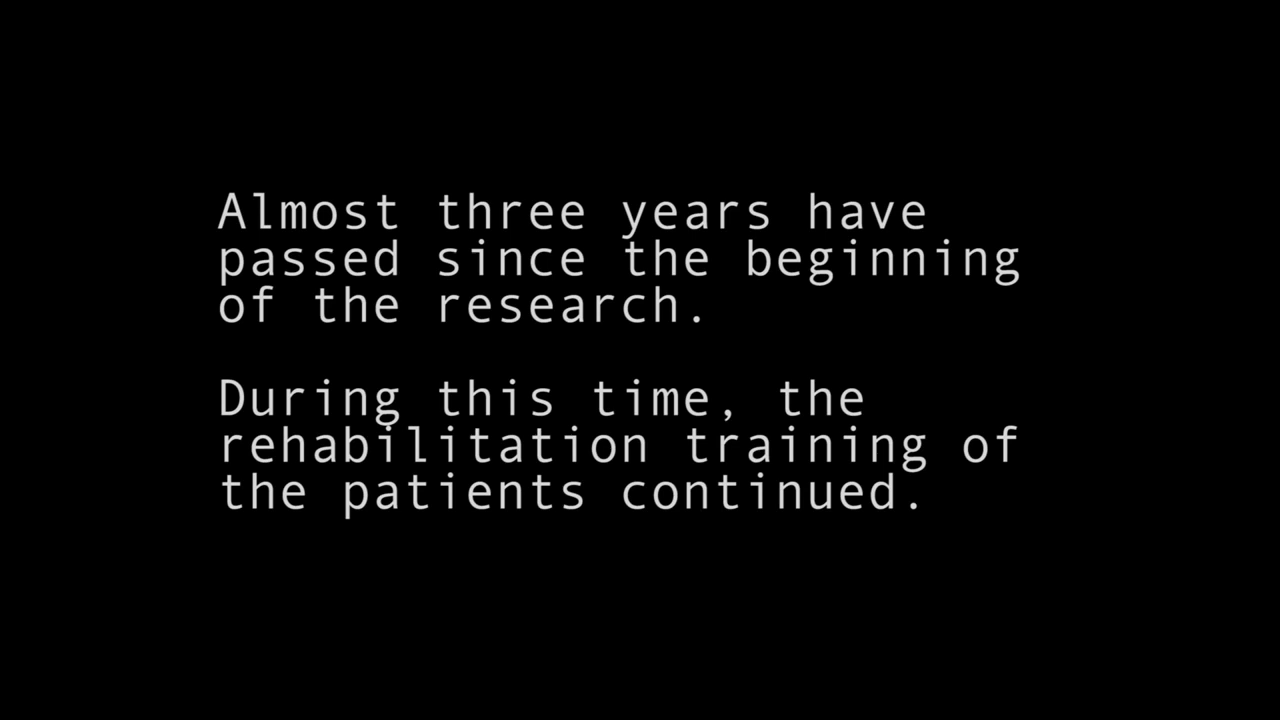 Almost three years have
passed since the beginning
of the research.
During this time, the
rehabilitation training of
the patients continued.